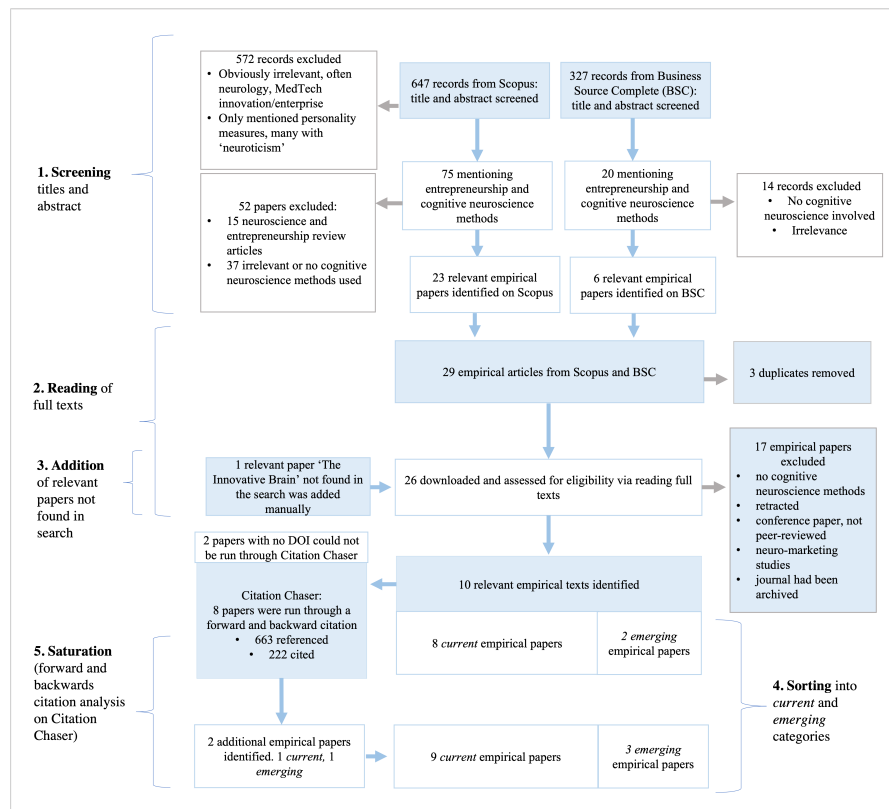 572 records excluded
• Obviously irrelevant, often
neurology, MedTech
innovation/enterprise
• Only mentioned personality
measures, many with
‘neuroticism’
647 records from Scopus:
title and abstract screened
327 records from Business
Source Complete (BSC):
title and abstract screened
1. Screening
titles and
abstract
75 mentioning
entrepreneurship and
cognitive neuroscience
methods
20 mentioning
entrepreneurship and
cognitive neuroscience
methods
14 records excluded
• No cognitive
neuroscience involved
• Irrelevance
52 papers excluded:
• 15 neuroscience and
entrepreneurship review
articles
• 37 irrelevant or no cognitive
neuroscience methods used
23 relevant empirical
papers identified on Scopus
6 relevant empirical
papers identified on BSC
2. Reading of
full texts
29 empirical articles from Scopus and BSC
3 duplicates removed
3. Addition
of relevant
papers not
found in
search
1 relevant paper ‘The
Innovative Brain’ not found in
the search was added
manually
26 downloaded and assessed for eligibility via reading full
texts
17 empirical papers
excluded
• no cognitive
neuroscience methods
• retracted
• conference paper, not
peer-reviewed
• neuro-marketing
studies
• journal had been
archived
2 papers with no DOI could not
be run through Citation Chaser
10 relevant empirical texts identified
Citation Chaser:
8 papers were run through a
forward and backward citation
• 663 referenced
• 222 cited
8 current empirical papers
2 emerging
empirical papers
5. Saturation
(forward and
backwards
citation analysis
on Citation
Chaser)
4. Sorting into
current and
emerging
categories
2 additional empirical papers
identified. 1 current, 1
emerging
9 current empirical papers
3 emerging
empirical papers